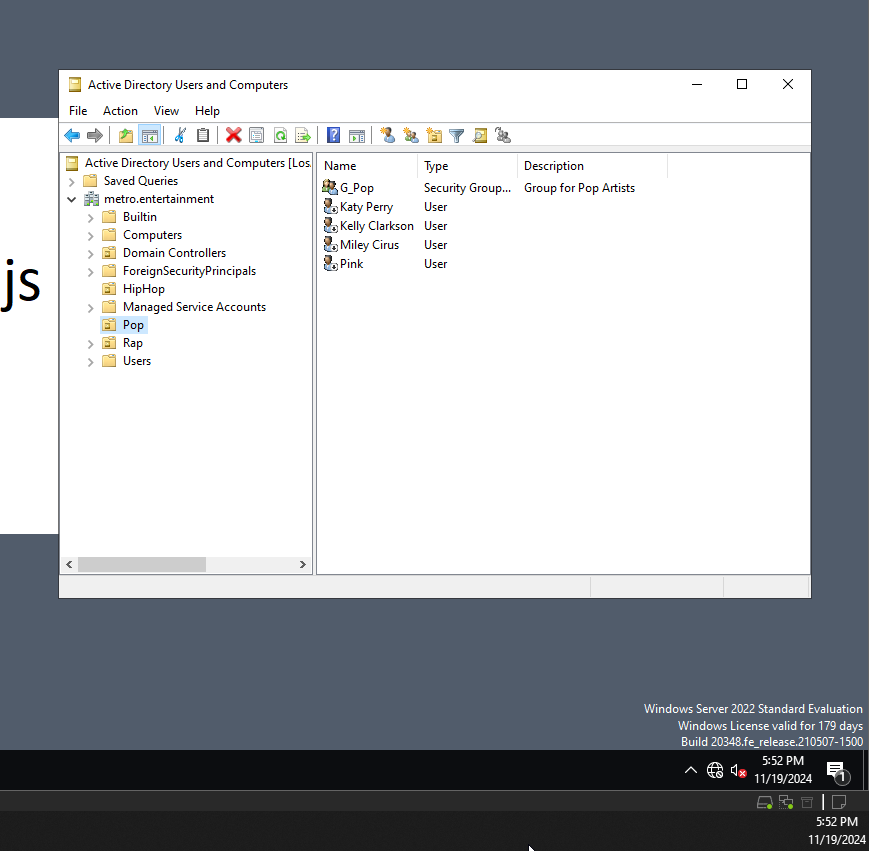 Active Directory Users and Computers
File Action View Help
Active Directory Users and Computers [Los.
Saved Queries
metro.entertainment
Builtin
Computers
Domain Controllers
ForeignSecurityPrincipals
HipHop
Managed Service Accounts
Pop
Rap
Users
Name Type Description
G_Pop Security Group... Group for Pop Artists
Katy Perry User
Kelly Clarkson User
Miley Cirus User
Pink User
js
Windows Server 2022 Standard Evaluation
Windows License valid for 179 days
Build 20348.fe_release.210507-1500
5:52 PM
11/19/2024
1
5:52 PM
11/19/2024